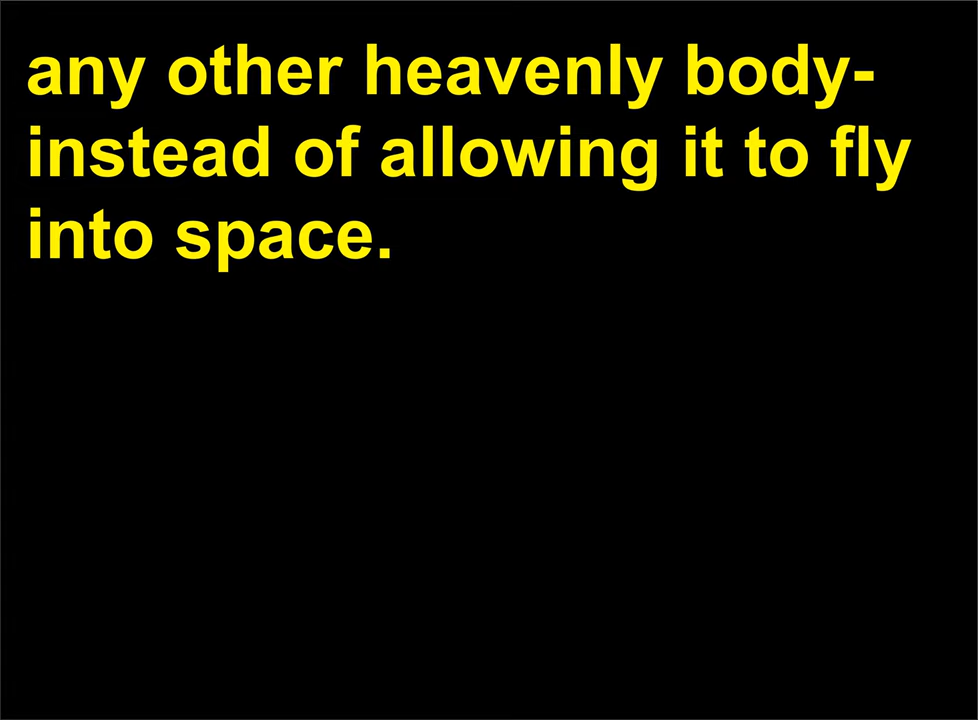 any other heavenly body-
instead of allowing it to fly
into space.